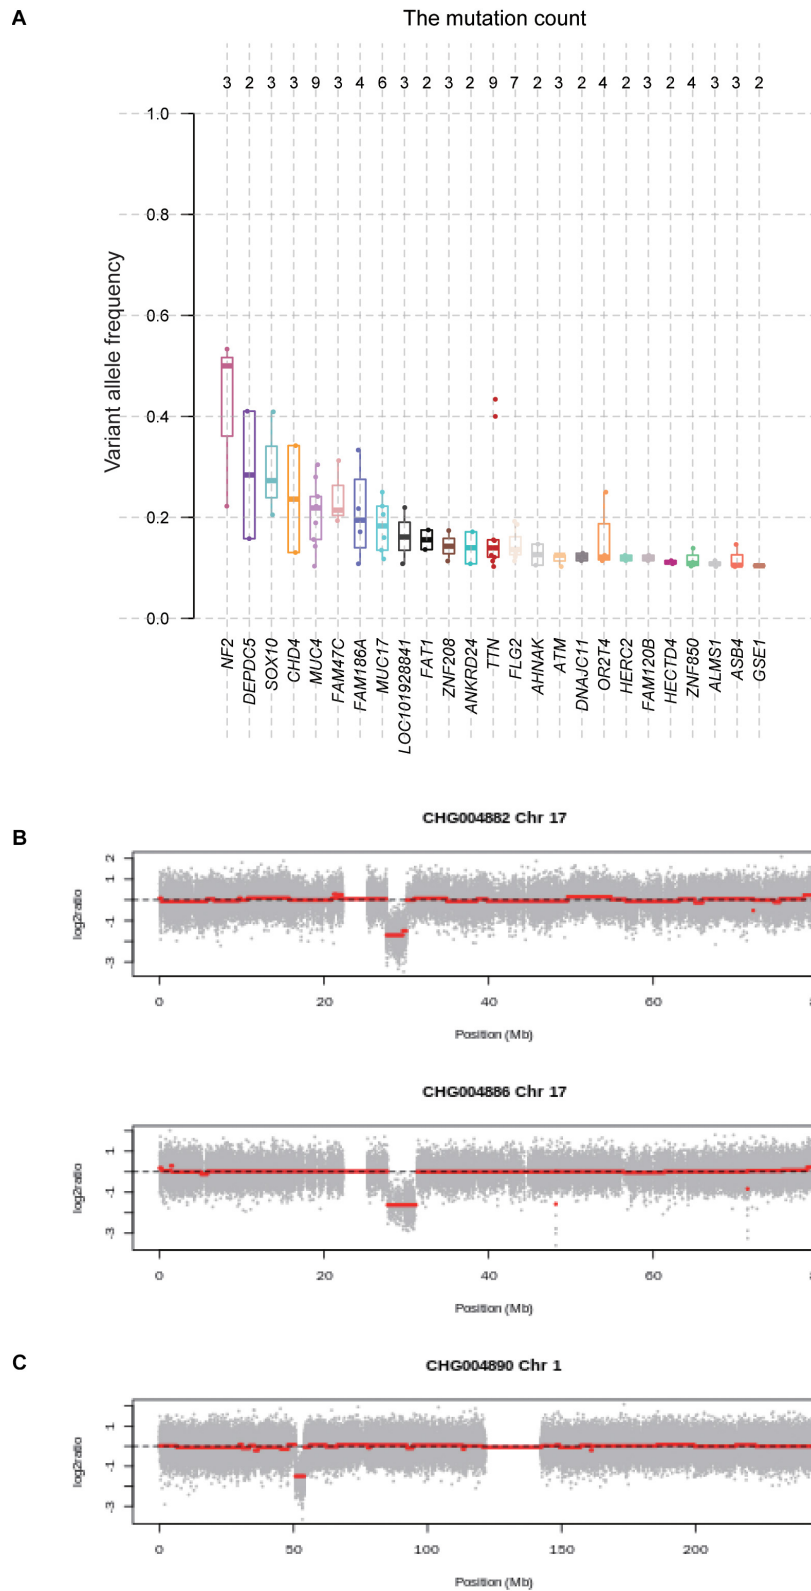 A
The mutation count
3 2 3 3 9 3 4 6 3 2 3 2 9 7 2 3 2 4 2 3 2 4 3 3 2
1.0
0.8
0.6
0.4
0.2
0.0
Variant allele frequency
NF2
DEPDC5
SOX10
CHD4
MUC4
FAM47C
FAM186A
MUC17
LOC101928841
FAT1
ZNF208
ANKRD24
TTN
FLG2
AHNAK
ATM
DNAJC11
OR2T4
HERC2
FAM120B
HECTD4
ZNF850
ALMS1
ASB4
GSE1
B
CHG004882 Chr 17
log2ratio
2
1
-1
-3
0 20 40 60 8
Position (Mb)
CHG004886 Chr 17
log2ratio
1
-1
-3
0 20 40 60 8
Position (Mb)
C
CHG004890 Chr 1
log2ratio
1
-1
-3
0 50 100 150 200
Position (Mb)